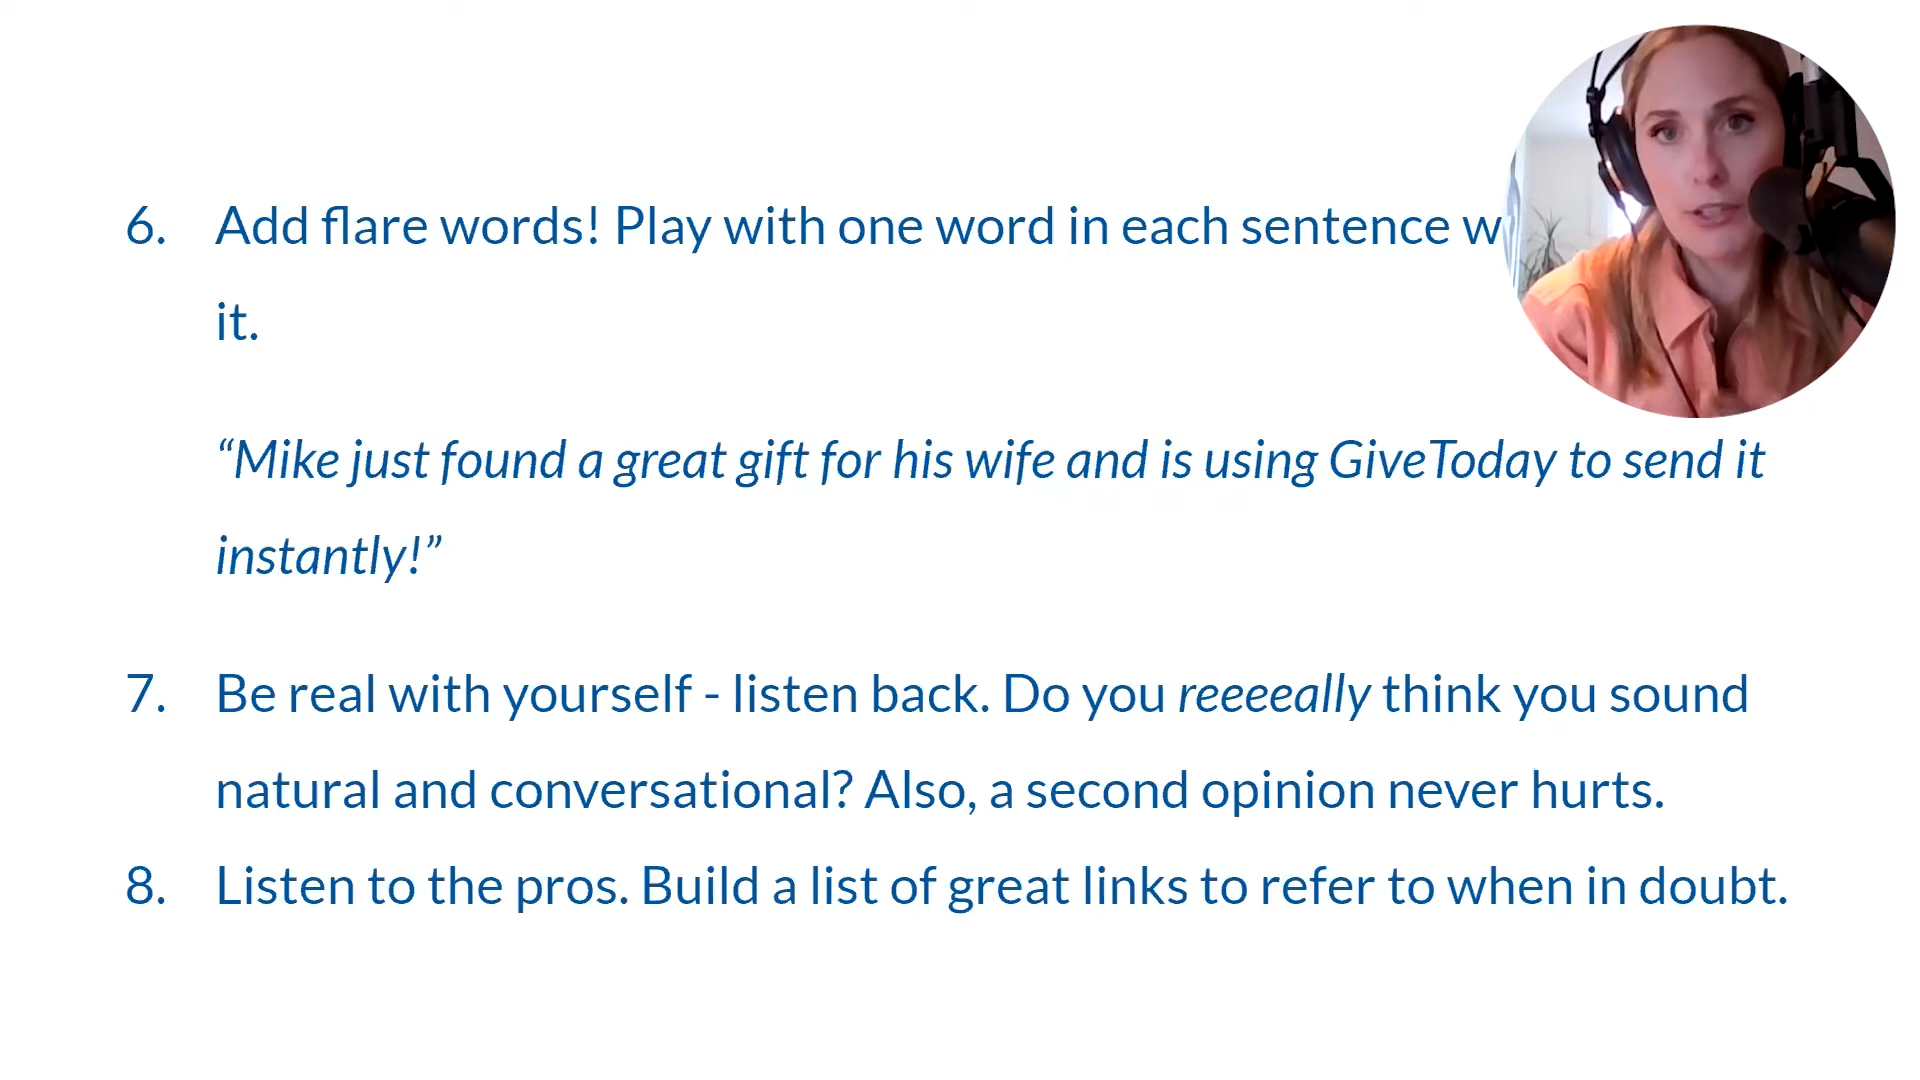 6. Add flare words! Play with one word in each sentence
it.
“Mike just found a great gift for his wife and is using GiveToday to send it
instantly!”
7. Be real with yourself - listen back. Do you reeeeally think you sound
natural and conversational? Also, a second opinion never hurts.
8. Listen to the pros. Build a list of great links to refer to when in doubt.